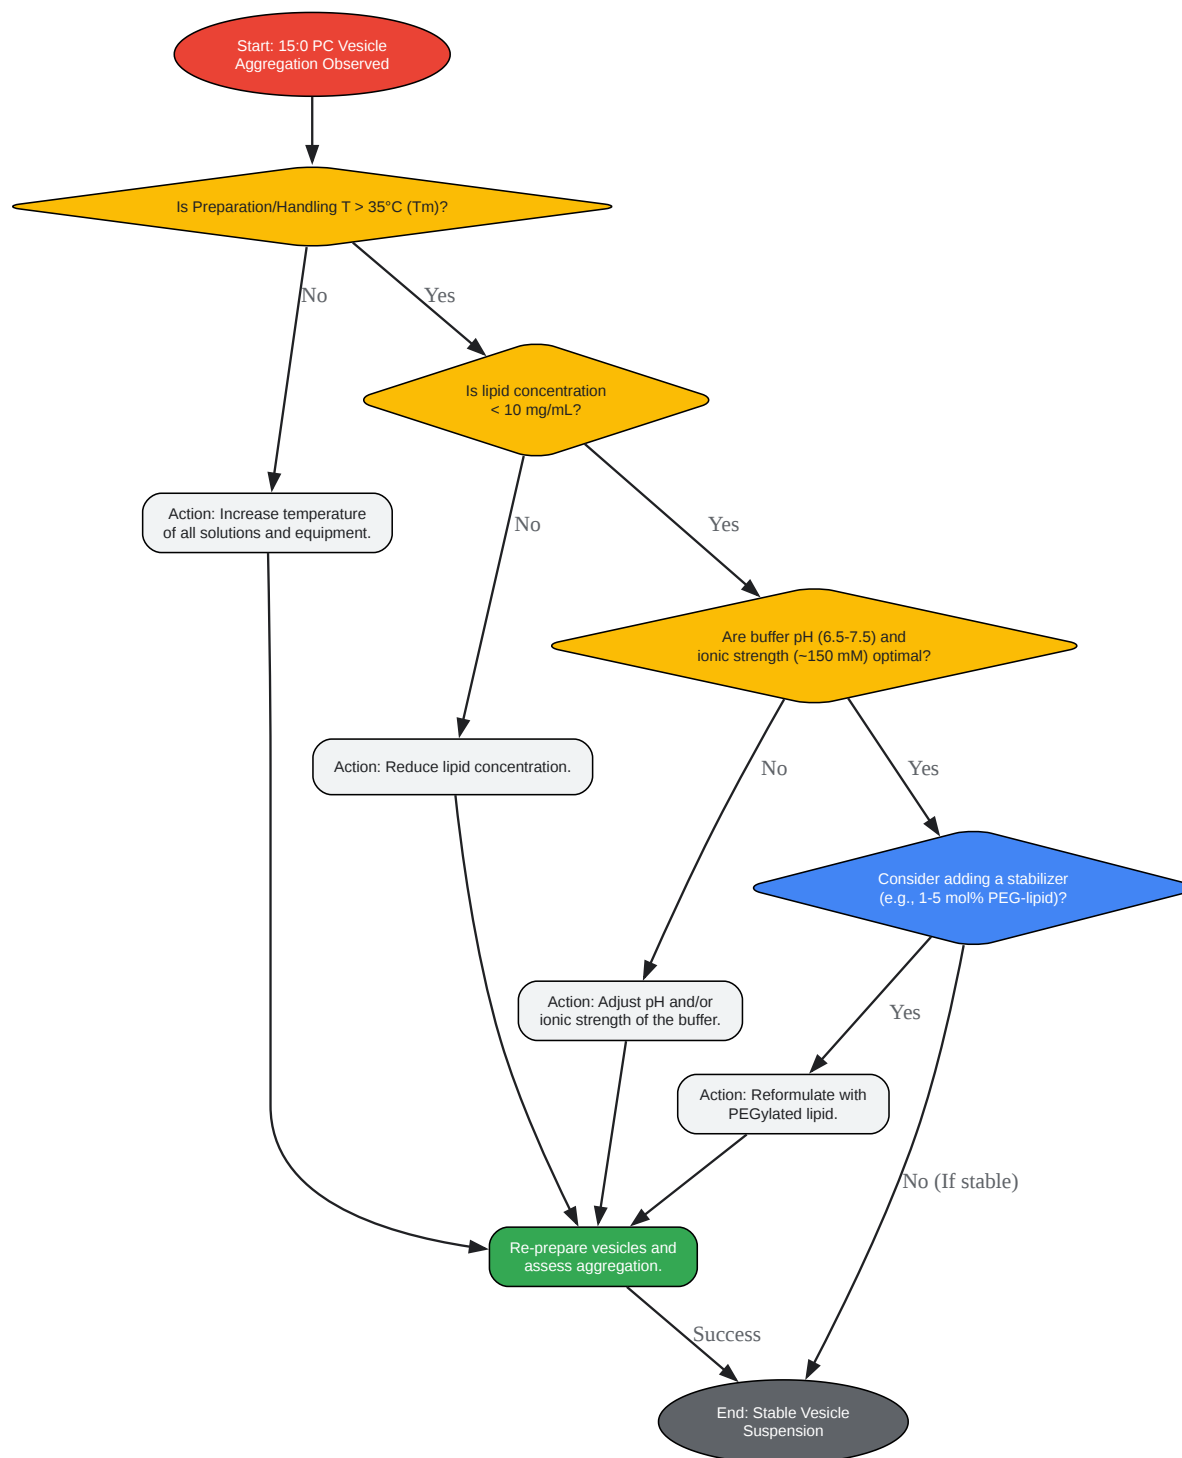 Start: 15:0 PC Vesicle
Aggregation Observed
Is Preparation/Handling T > 35°C (Tm)?
No
Yes
Is lipid concentration
< 10 mg/mL?
Action: Increase temperature
of all solutions and equipment.
No
Yes
Are buffer pH (6.5-7.5) and
ionic strength (~150 mM) optimal?
Action: Reduce lipid concentration.
No
Yes
Consider adding a stabilizer
(e.g., 1-5 mol% PEG-lipid)?
Action: Adjust pH and/or
ionic strength of the buffer.
Yes
Action: Reformulate with
PEGylated lipid.
No (If stable)
Re-prepare vesicles and
assess aggregation.
Success
End: Stable Vesicle
Suspension